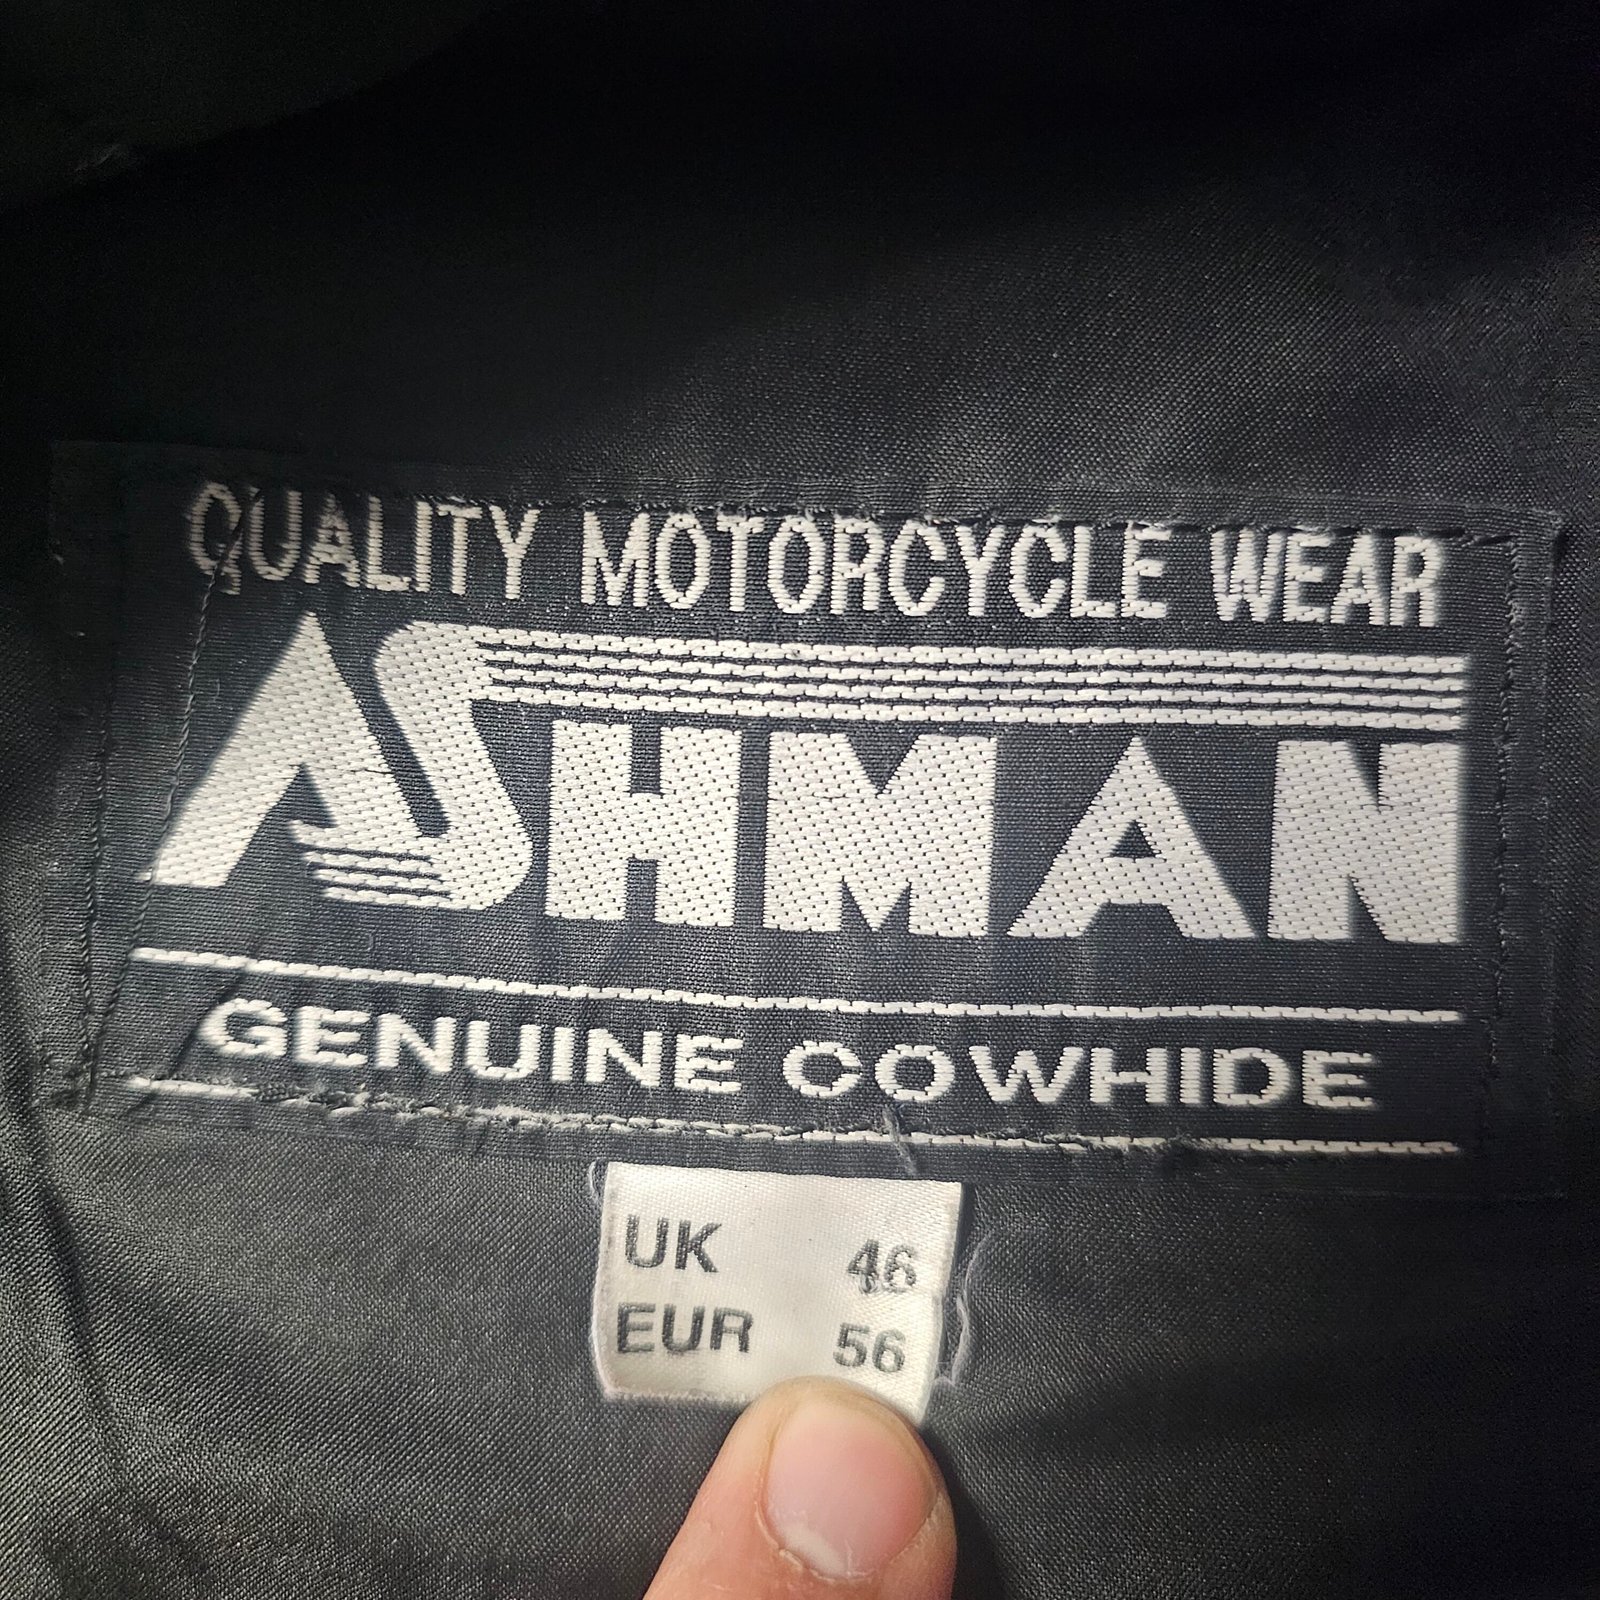 QUALITY MOTORCYCLE WEAR
ASHMAN
GENUINE COWHIDE
UK 46
EUR 56